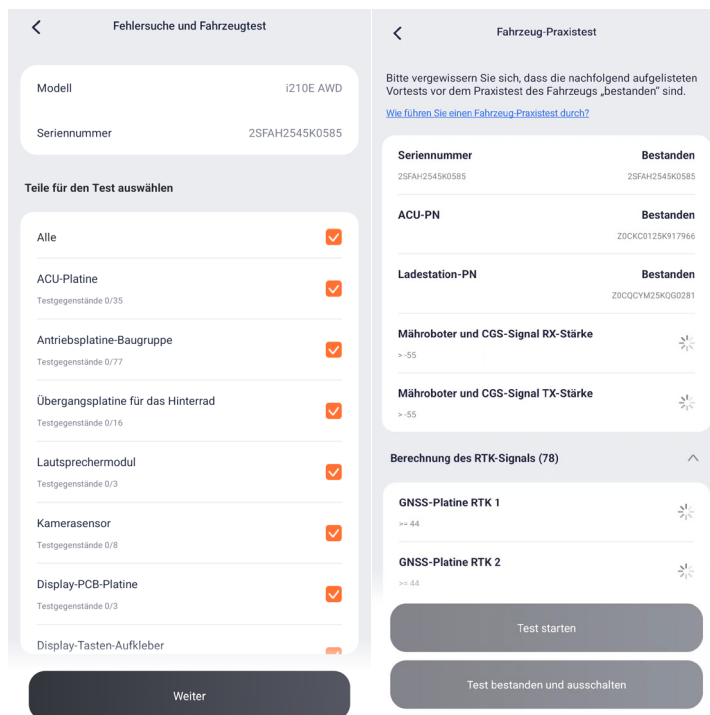 Fehlersuche und Fahrzeugtest
Modell i210E AWD
Seriennummer 2SFAH2545K0585
Teile für den Test auswählen
Alle
ACU-Platine
Testgegenstände 0/35
Antriebsplatine-Baugruppe
Testgegenstände 0/77
Übergangsplatine für das Hinterrad
Testgegenstände 0/16
Lautsprechermodul
Testgegenstände 0/3
Kamerasensor
Testgegenstände 0/8
Display-PCB-Platine
Testgegenstände 0/3
Display-Tasten-Aufkleber
Weiter
Fahrzeug-Praxistest
Bitte vergewissern Sie sich, dass die nachfolgend aufgelisteten
Vortests vor dem Praxistest des Fahrzeugs „bestanden“ sind.
Wie führen Sie einen Fahrzeug-Praxistest durch?
Seriennummer Bestanden
2SFAH2545K0585 2SFAH2545K0585
ACU-PN Bestanden
Z0CKC0125K917966
Ladestation-PN Bestanden
Z0CQCYM25KQG0281
Mähroboter und CGS-Signal RX-Stärke
> -55
Mähroboter und CGS-Signal TX-Stärke
> -55
Berechnung des RTK-Signals (78)
GNSS-Platine RTK 1
>= 44
GNSS-Platine RTK 2
>= 44
Test starten
Test bestanden und ausschalten